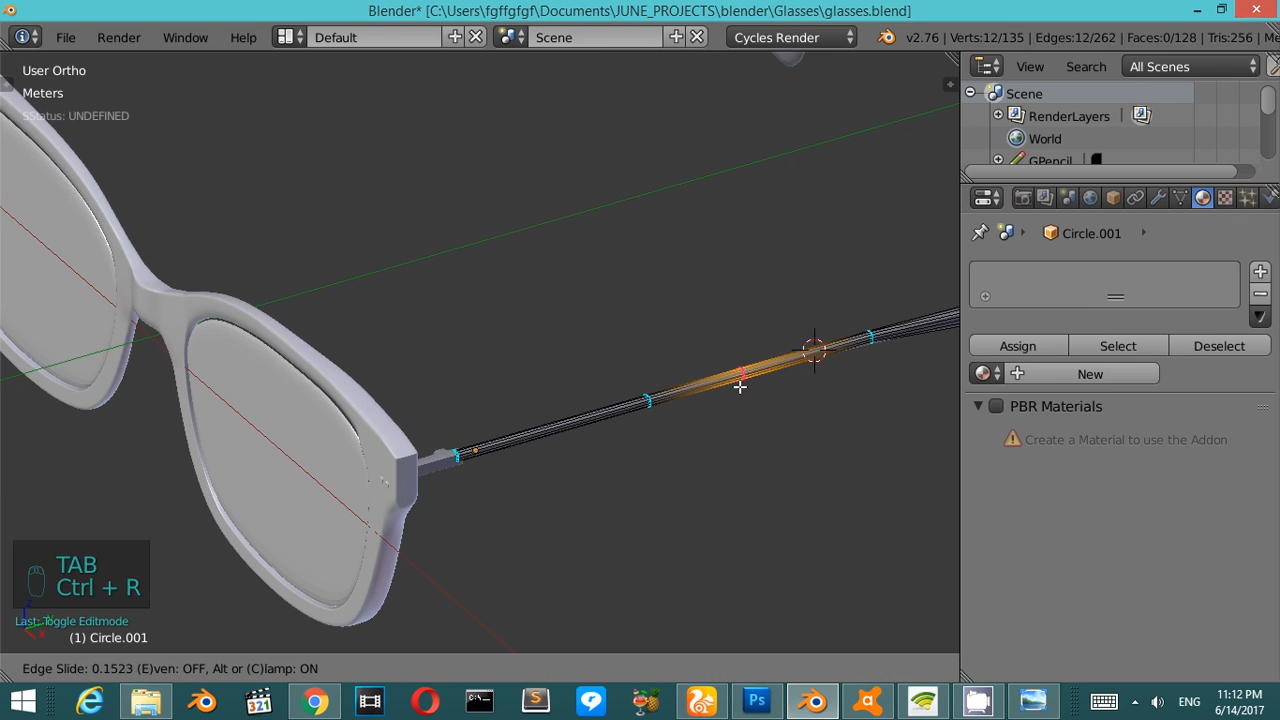 Blender* [C:\Users\fgffgfgf\Documents\JUNE_PROJECTS\blender\Glasses\glasses.blend]
File Render Window Help Default Scene Cycles Render v2.76 | Verts:12/135 | Edges:12/262 | Faces:0/128 | Tris:256 | Me
User Ortho
Meters
SStatus: UNDEFINED
View Search All Scenes
Scene
RenderLayers
World
GPencil
Circle.001
Assign Select Deselect
New
PBR Materials
Create a Material to use the Addon
TAB
Ctrl + R
Last: Toggle Editmode
(1) Circle.001
Edge Slide: 0.1523 (E)ven: OFF, Alt or (C)lamp: ON
321
Ps
ENG
11:12 PM
6/14/2017